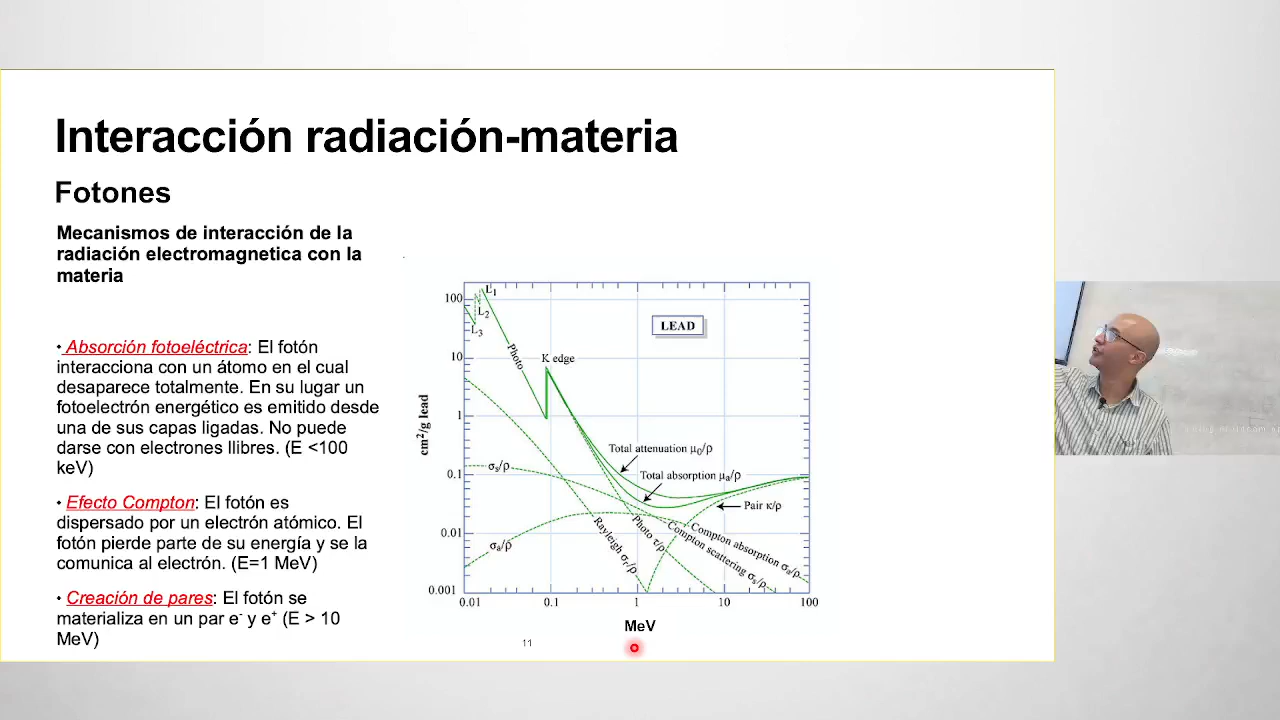 Interacción radiación-materia
Fotones
Mecanismos de interacción de la
radiación electromagnetica con la
materia
• Absorción fotoeléctrica: El fotón
interacciona con un átomo en el cual
desaparece totalmente. En su lugar un
fotoelectrón energético es emitido desde
una de sus capas ligadas. No puede
darse con electrones llibres. (E <100
keV)
• Efecto Compton: El fotón es
dispersado por un electrón atómico. El
fotón pierde parte de su energía y se la
comunica al electrón. (E=1 MeV)
• Creación de pares: El fotón se
materializa en un par e- y e+ (E > 10
MeV)
LEAD
cm²/g lead
100
10
1
0.1
0.01
0.001
L1
L2
L3
Photo
K edge
Total attenuation μ0/ρ
Total absorption μa/ρ
σs/ρ
Pair κ/ρ
σa/ρ
Rayleigh σr/ρ
Photo τ/ρ
Compton absorption σa/ρ
Compton scattering σs/ρ
0.01
0.1
1
10
100
MeV
11